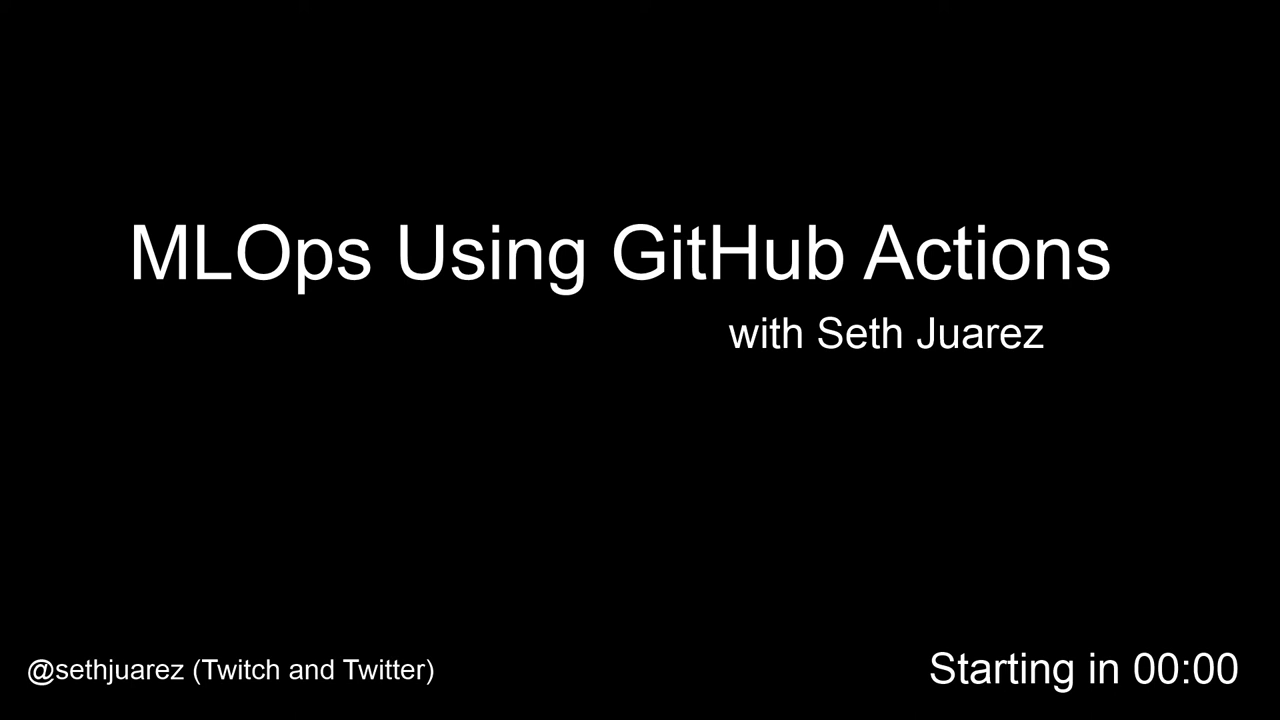 MLOps Using GitHub Actions
with Seth Juarez
@sethjuarez (Twitch and Twitter)
Starting in 00:00